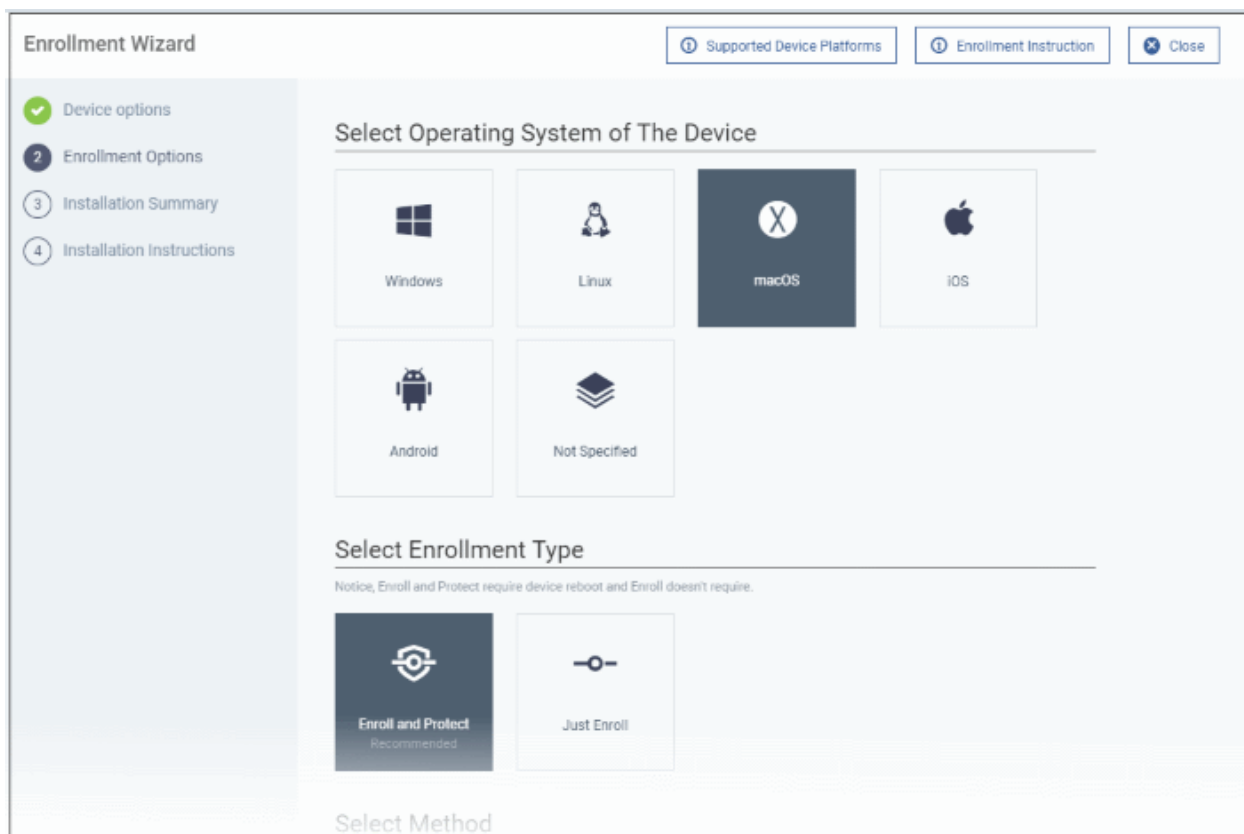 Enrollment Wizard
Supported Device Platforms
Enrollment Instruction
Close
Device options
2 Enrollment Options
3 Installation Summary
4 Installation Instructions
Select Operating System of The Device
Windows
Linux
X
macOS
iOS
Android
Not Specified
Select Enrollment Type
Notice, Enroll and Protect require device reboot and Enroll doesn't require.
Enroll and Protect
Recommended
Just Enroll
Select Method